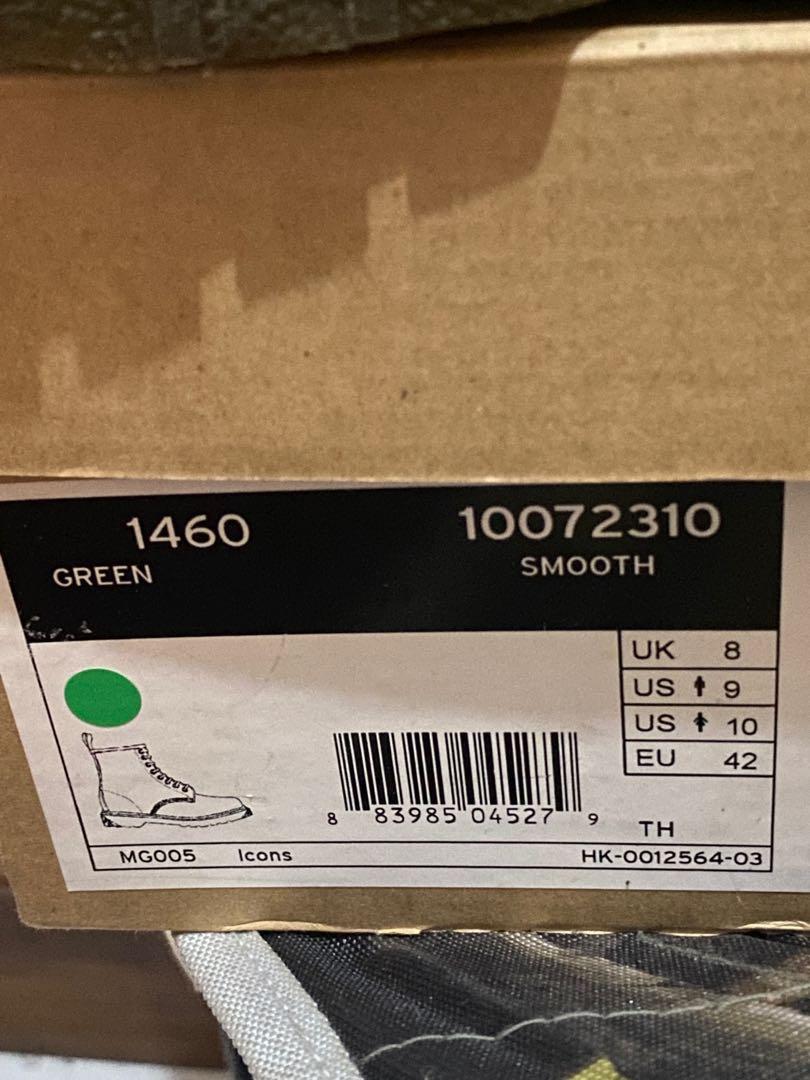 1460 10072310
GREEN SMOOTH
UK 8
US 9
US 10
EU 42
8 83985 04527 9
TH
MG005 Icons HK-0012564-03